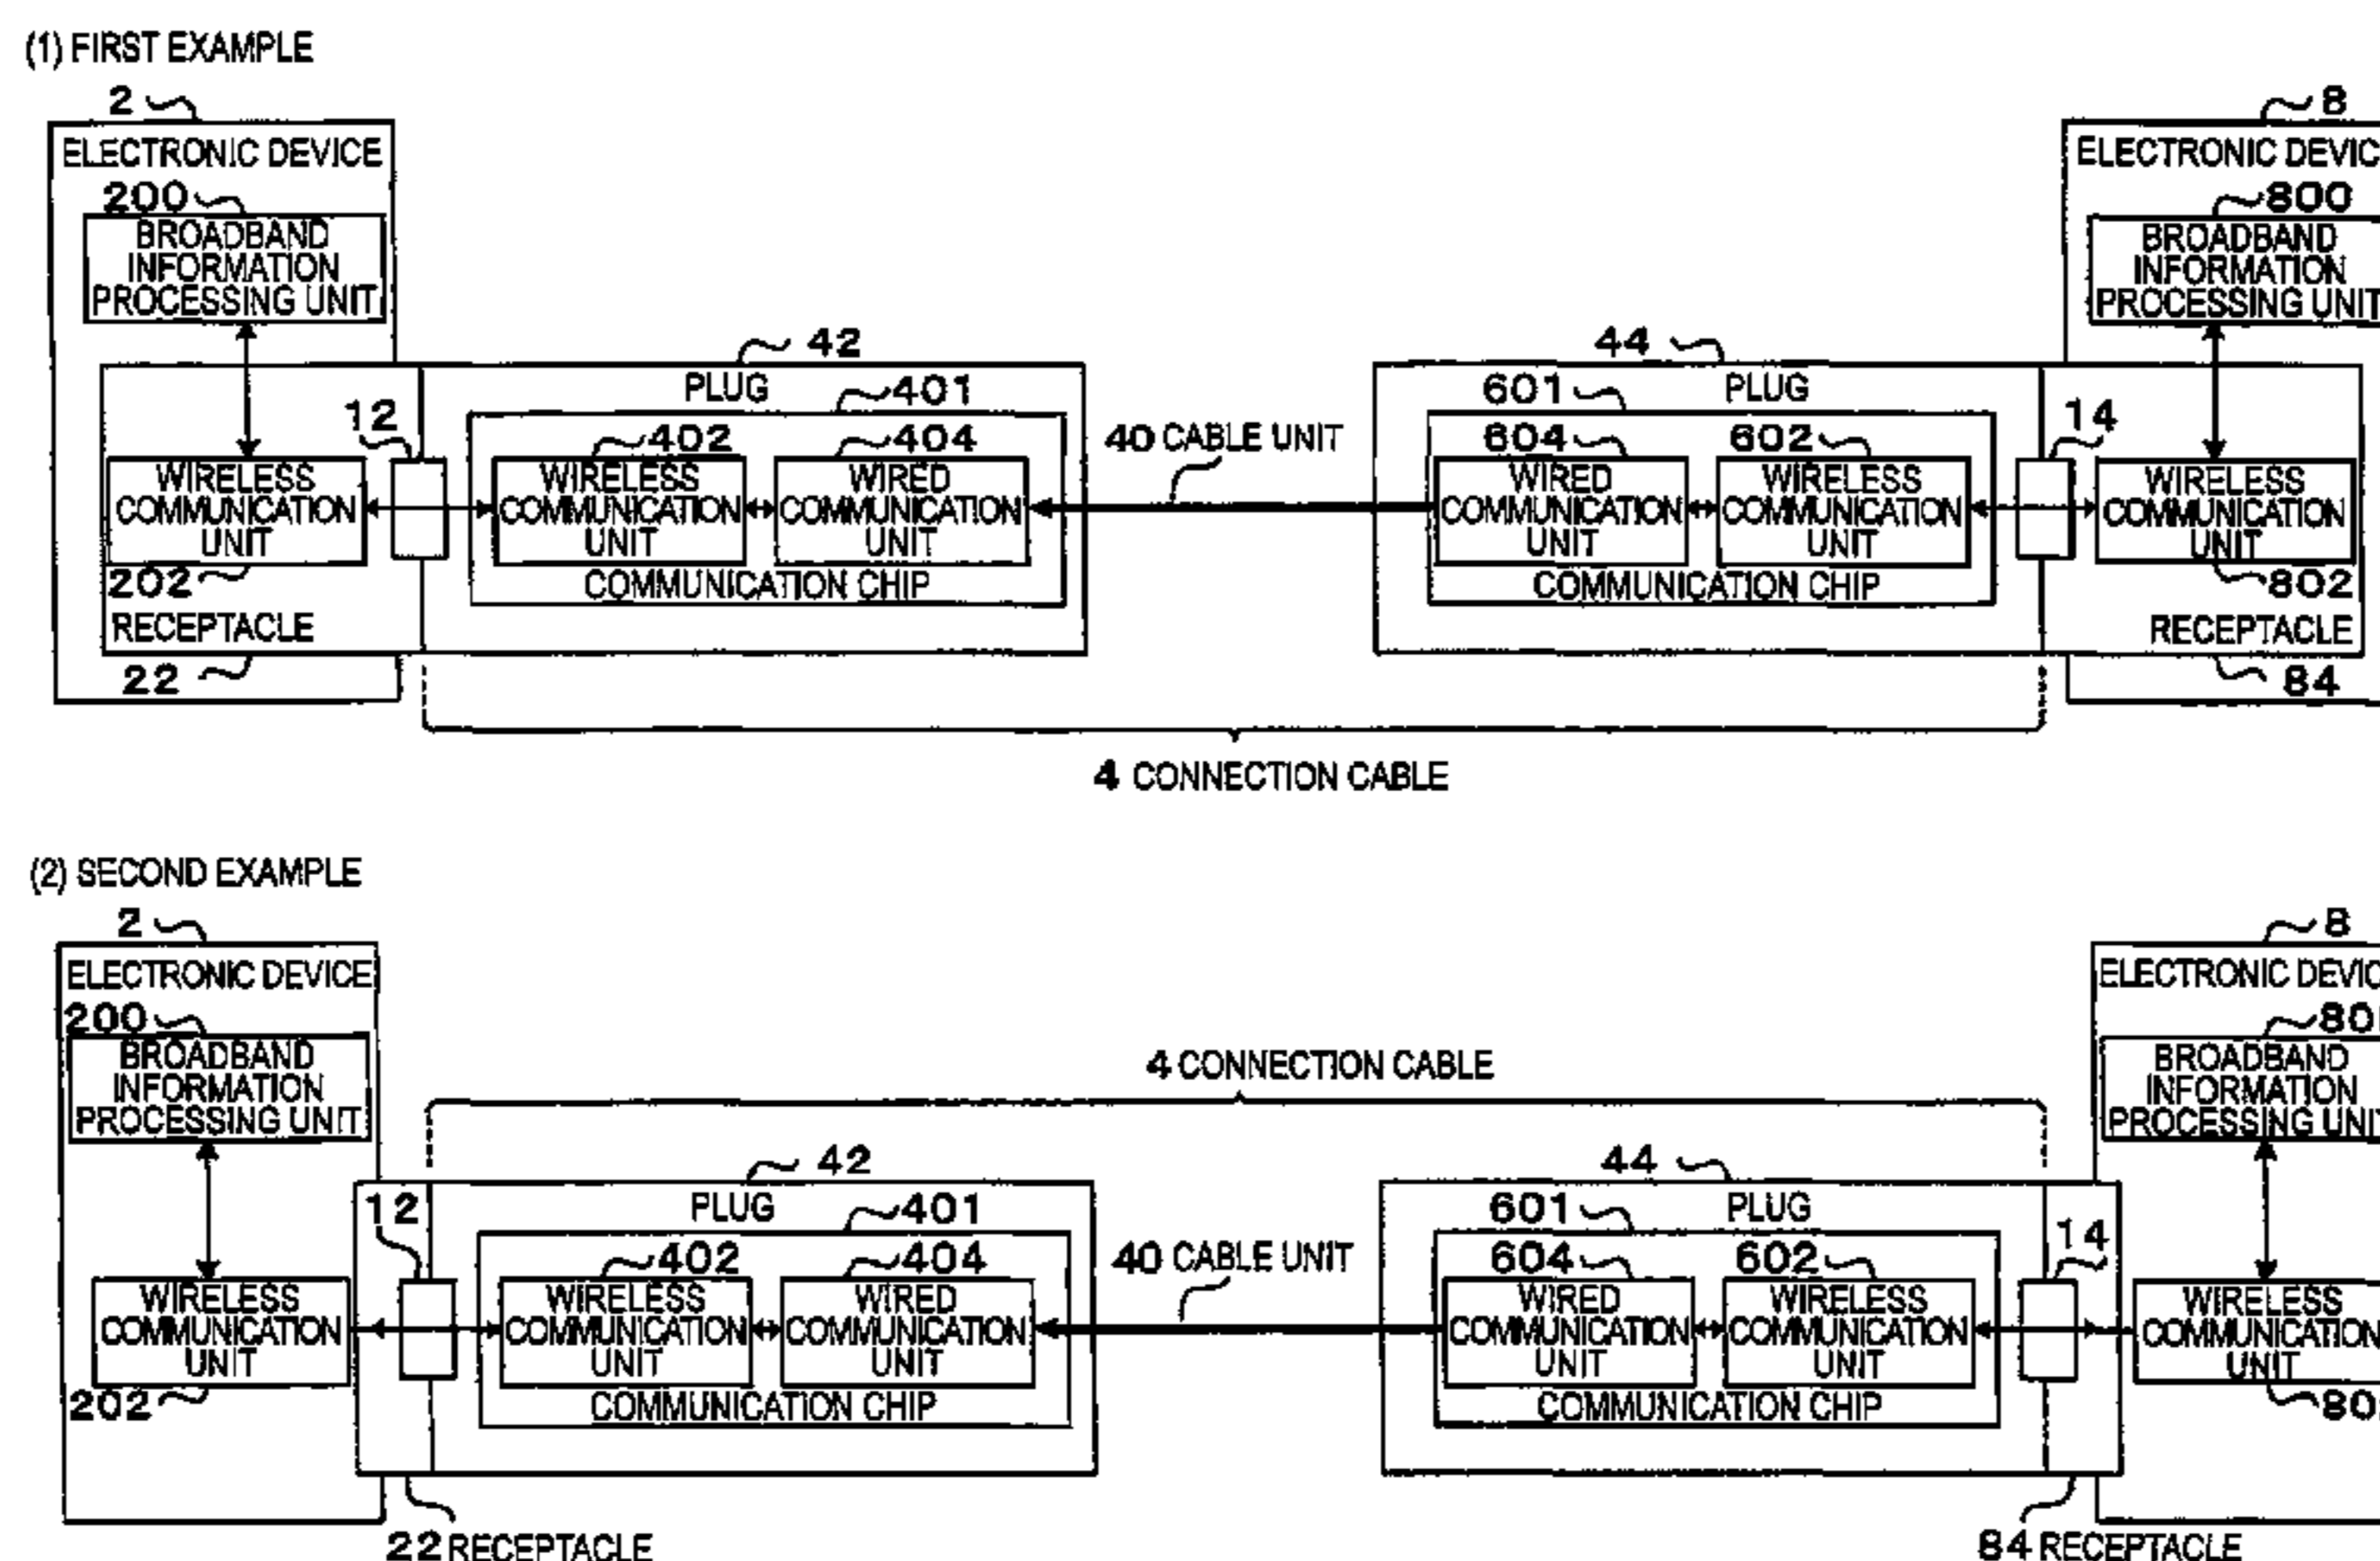 (1) FIRST EXAMPLE
2
8
ELECTRONIC DEVICE
ELECTRONIC DEVIC
200
800
BROADBAND
INFORMATION
PROCESSING UNIT
BROADBAND
INFORMATION
PROCESSING UNIT
42
44
PLUG
PLUG
12
401
601
14
402
404
40 CABLE UNIT
604
602
WIRELESS
COMMUNICATION
UNIT
WIRELESS
COMMUNICATION
UNIT
WIRED
COMMUNICATION
UNIT
WIRED
COMMUNICATION
UNIT
WIRELESS
COMMUNICATION
UNIT
WIRELESS
COMMUNICATION
UNIT
202
COMMUNICATION CHIP
COMMUNICATION CHIP
802
RECEPTACLE
RECEPTACLE
22
84
4 CONNECTION CABLE
(2) SECOND EXAMPLE
2
8
ELECTRONIC DEVICE
ELECTRONIC DEVIC
200
BROADBAND
INFORMATION
PROCESSING UNIT
BROADBAND
INFORMATION
PROCESSING UNIT
4 CONNECTION CABLE
42
44
12
PLUG
PLUG
401
601
14
402
404
40 CABLE UNIT
604
602
WIRELESS
COMMUNICATION
UNIT
WIRELESS
COMMUNICATION
UNIT
WIRED
COMMUNICATION
UNIT
WIRED
COMMUNICATION
UNIT
WIRELESS
COMMUNICATION
UNIT
WIRELESS
COMMUNICATION
UNIT
202
COMMUNICATION CHIP
COMMUNICATION CHIP
22 RECEPTACLE
84 RECEPTACLE